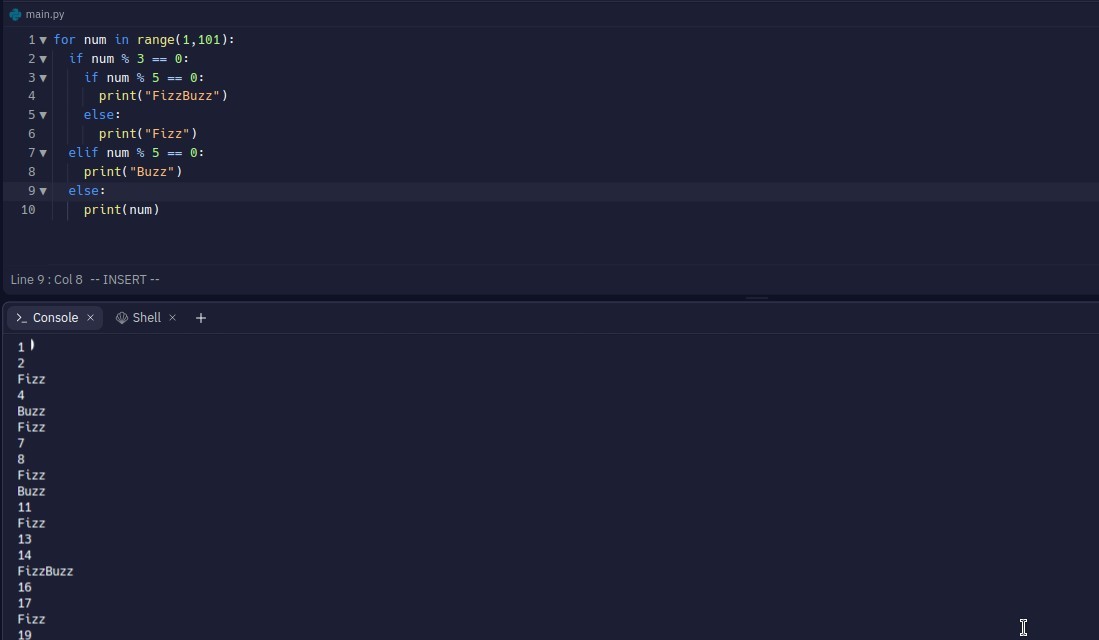 main.py
1 for num in range(1,101):
2 if num % 3 == 0:
3 if num % 5 == 0:
4 print("FizzBuzz")
5 else:
6 print("Fizz")
7 elif num % 5 == 0:
8 print("Buzz")
9 else:
10 print(num)
Line 9 : Col 8 -- INSERT --
>_ Console × Shell × +
1
2
Fizz
4
Buzz
Fizz
7
8
Fizz
Buzz
11
Fizz
13
14
FizzBuzz
16
17
Fizz
19